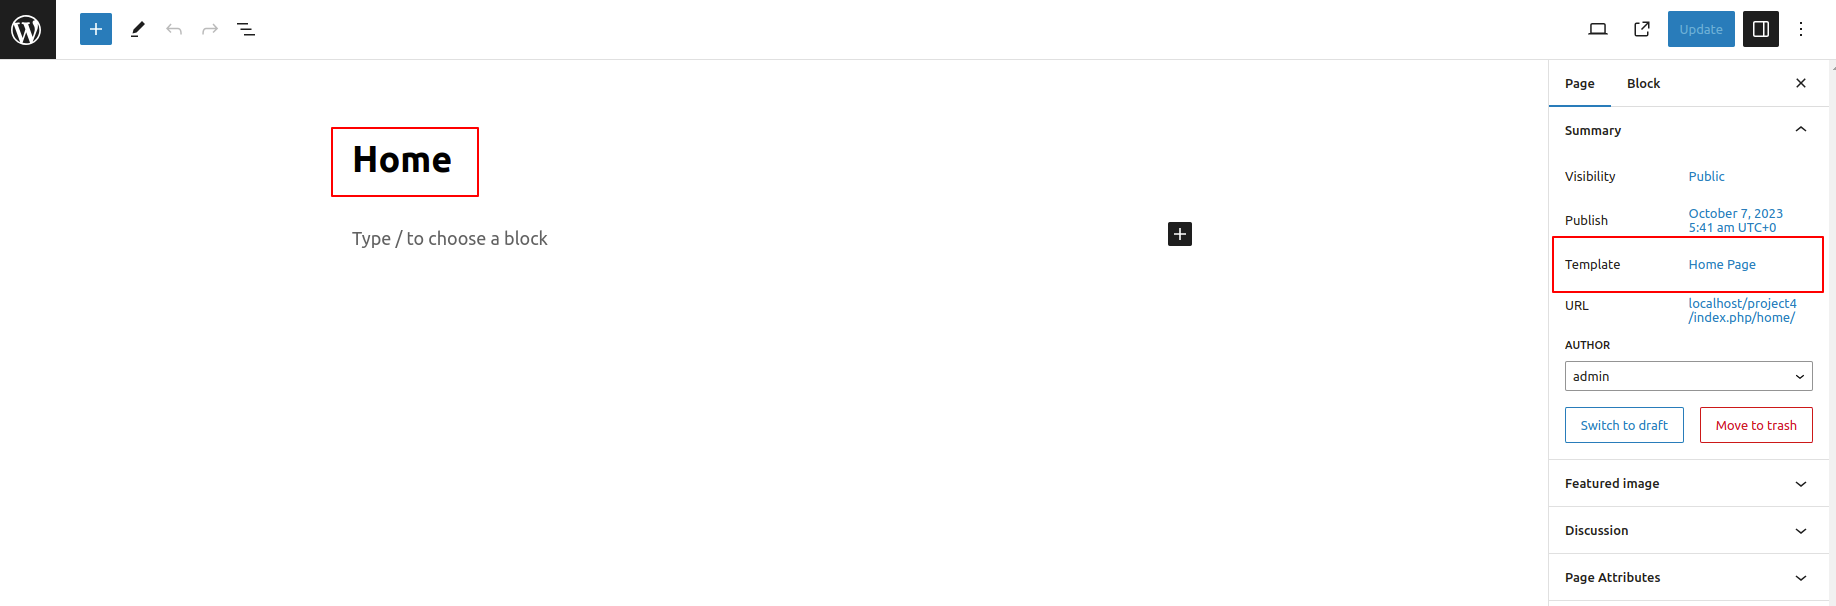 Update
Page Block
Summary
Home
Visibility Public
Publish October 7, 2023
5:41 am UTC+0
Type / to choose a block
Template Home Page
URL localhost/project4
/index.php/home/
AUTHOR
admin
Switch to draft Move to trash
Featured image
Discussion
Page Attributes